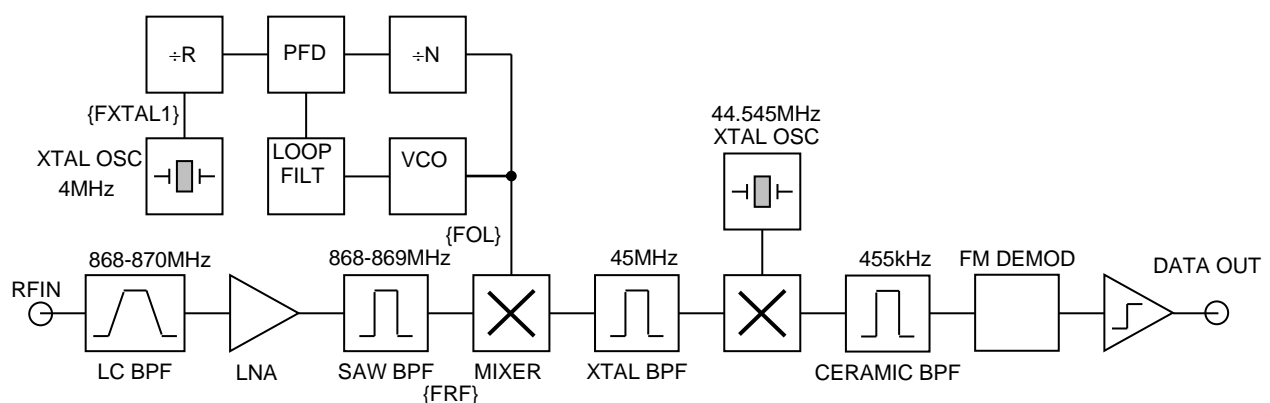 ÷R
PFD
÷N
{FXTAL1}
44.545MHz
XTAL OSC
XTAL OSC
4MHz
LOOP
FILT
VCO
{FOL}
868-870MHz
868-869MHz
45MHz
455kHz
FM DEMOD
DATA OUT
RFIN
LC BPF
LNA
SAW BPF
MIXER
XTAL BPF
CERAMIC BPF
{FRF}